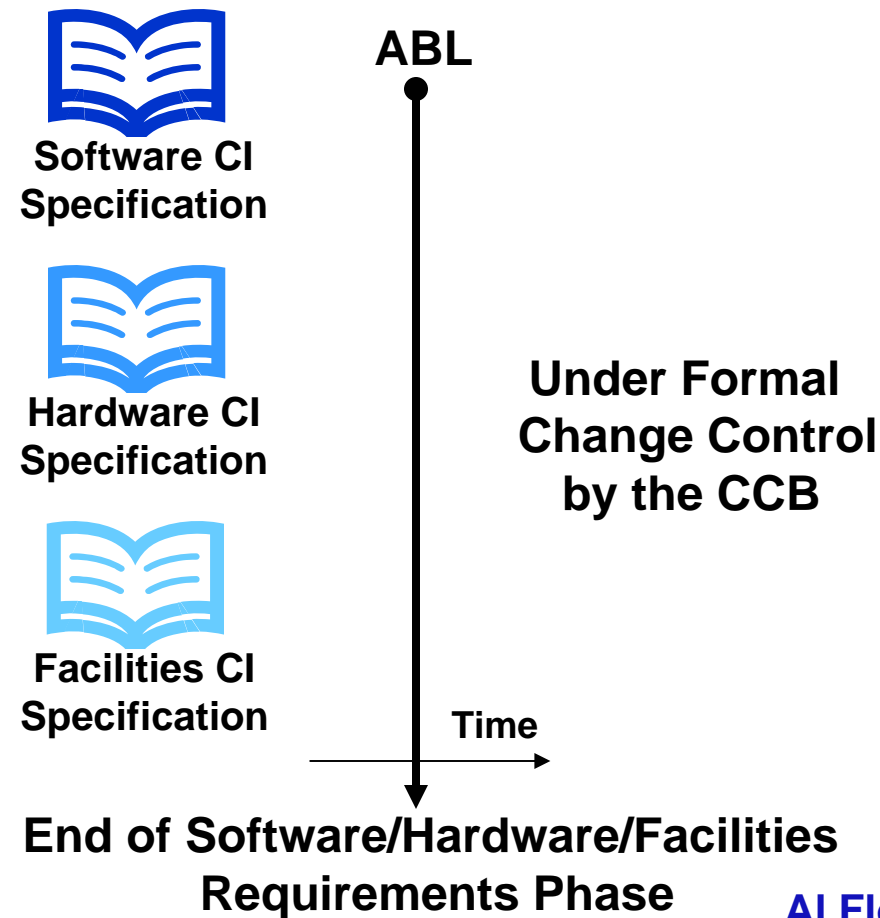 ABL
Software CI
Specification
Hardware CI
Specification
Under Formal
Change Control
by the CCB
Facilities CI
Specification
Time
End of Software/Hardware/Facilities
Requirements Phase